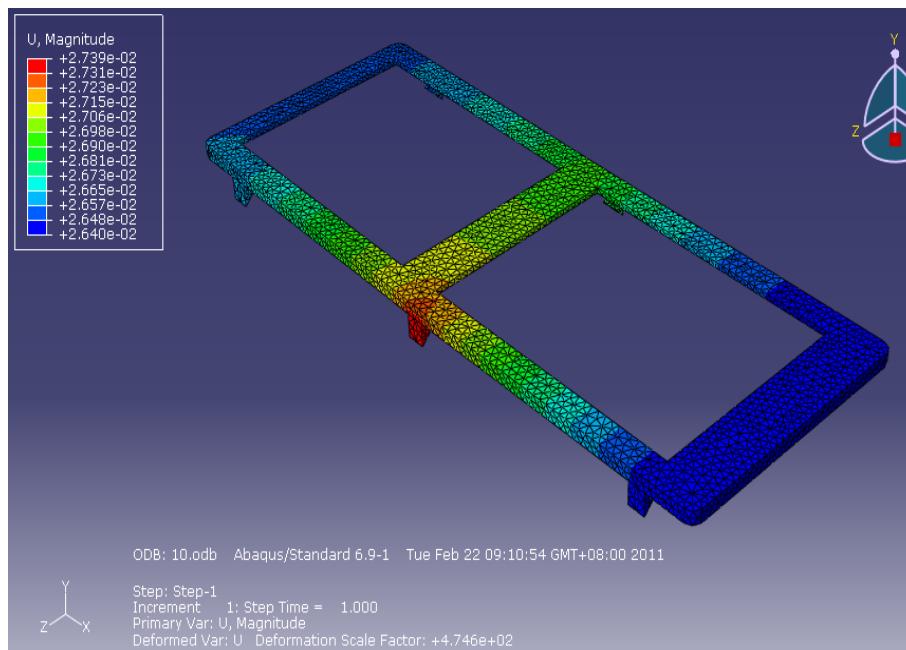 U, Magnitude
+2.739e-02
+2.731e-02
+2.723e-02
+2.715e-02
+2.706e-02
+2.698e-02
+2.690e-02
+2.681e-02
+2.673e-02
+2.665e-02
+2.657e-02
+2.648e-02
+2.640e-02
Y
Z
ODB: 10.odb Abaqus/Standard 6.9-1 Tue Feb 22 09:10:54 GMT+08:00 2011
Y
Z X
Step: Step-1
Increment 1: Step Time = 1.000
Primary Var: U, Magnitude
Deformed Var: U Deformation Scale Factor: +4.746e+02